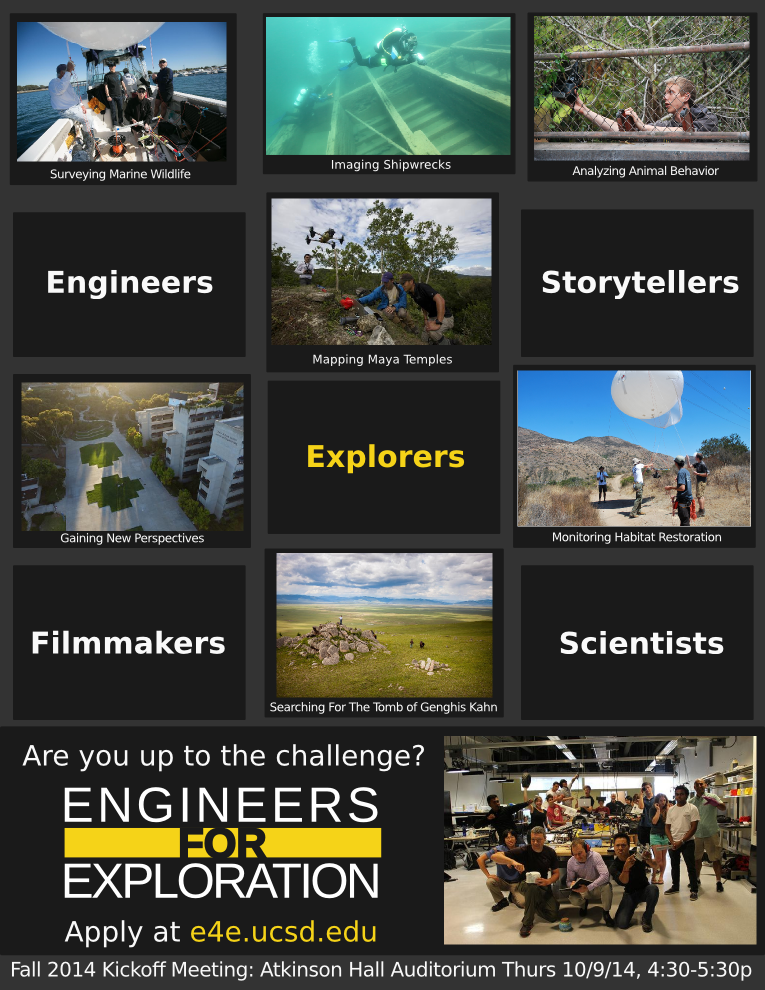 Surveying Marine Wildlife
Imaging Shipwrecks
Analyzing Animal Behavior
Engineers
Mapping Maya Temples
Storytellers
Gaining New Perspectives
Explorers
Monitoring Habitat Restoration
Filmmakers
Searching For The Tomb of Genghis Kahn
Scientists
Are you up to the challenge?
ENGINEERS
FOR
EXPLORATION
Apply at e4e.ucsd.edu
Fall 2014 Kickoff Meeting: Atkinson Hall Auditorium Thurs 10/9/14, 4:30-5:30p